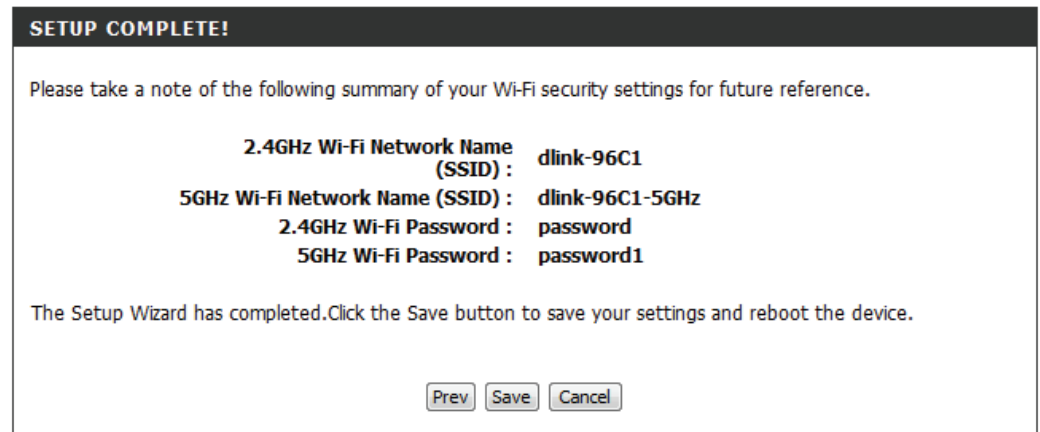 SETUP COMPLETE!
Please take a note of the following summary of your Wi-Fi security settings for future reference.
2.4GHz Wi-Fi Network Name
(SSID) : dlink-96C1
5GHz Wi-Fi Network Name (SSID) : dlink-96C1-5GHz
2.4GHz Wi-Fi Password : password
5GHz Wi-Fi Password : password1
The Setup Wizard has completed.Click the Save button to save your settings and reboot the device.
Prev Save Cancel